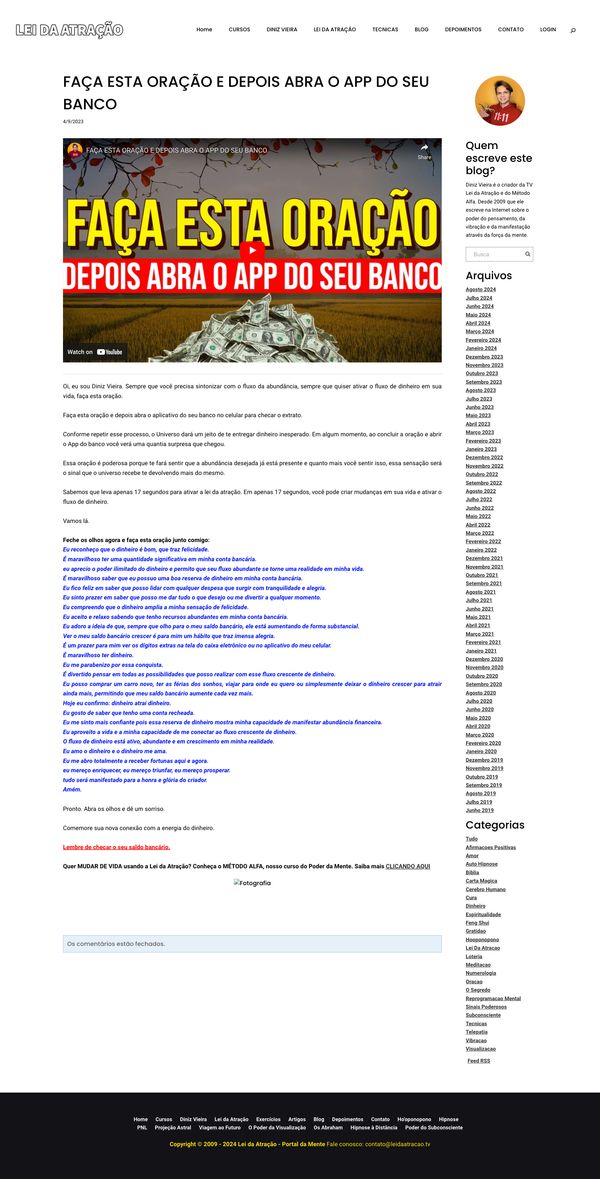 LEI DA ATRAÇÃO
Home CURSOS DINIZ VIEIRA LEI DA ATRAÇÃO TECNICAS BLOG DEPOIMENTOS CONTATO LOGIN
FAÇA ESTA ORAÇÃO E DEPOIS ABRA O APP DO SEU
BANCO
4/9/2023
FAÇA ESTA ORAÇÃO E DEPOIS ABRA O APP DO SEU BANCO
Share
FAÇA ESTA ORAÇÃO
DEPOIS ABRA O APP DO SEU BANCO
Watch on YouTube
Oi, eu sou Diniz Vieira. Sempre que você precisa sintonizar com o fluxo da abundância, sempre que quiser ativar o fluxo de dinheiro em sua
vida, faça esta oração.
Faça esta oração e depois abra o aplicativo do seu banco no celular para checar o extrato.
Conforme repetir esse processo, o Universo dará um jeito de te entregar dinheiro inesperado. Em algum momento, ao concluir a oração e abrir
o App do banco você verá uma quantia surpresa que chegou.
Essa oração é poderosa porque te fará sentir que a abundância desejada já está presente e quanto mais você sentir isso, essa sensação será
o sinal que o universo recebe te devolvendo mais do mesmo.
Sabemos que leva apenas 17 segundos para ativar a lei da atração. Em apenas 17 segundos, você pode criar mudanças em sua vida e ativar o
fluxo de dinheiro.
Vamos lá.
Feche os olhos agora e faça esta oração junto comigo:
Eu reconheço que o dinheiro é bom, que traz felicidade.
É maravilhoso ter uma quantidade significativa em minha conta bancária.
eu aprecio o poder ilimitado do dinheiro e permito que seu fluxo abundante se torne uma realidade em minha vida.
É maravilhoso saber que eu possuo uma boa reserva de dinheiro em minha conta bancária.
Eu fico feliz em saber que posso lidar com qualquer despesa que surgir com tranquilidade e alegria.
Eu sinto prazer em saber que posso me dar tudo o que desejo ou me divertir a qualquer momento.
Eu compreendo que o dinheiro amplia a minha sensação de felicidade.
Eu aceito e relaxo sabendo que tenho recursos abundantes em minha conta bancária.
Eu adoro a ideia de que, sempre que olho para o meu saldo bancário, ele está aumentando de forma substancial.
Ver o meu saldo bancário crescer é para mim um hábito que traz imensa alegria.
É um prazer para mim ver os dígitos extras na tela do caixa eletrônico ou no aplicativo do meu celular.
É maravilhoso ter dinheiro.
Eu me parabenizo por essa conquista.
É divertido pensar em todas as possibilidades que posso realizar com esse fluxo crescente de dinheiro.
Eu posso comprar um carro novo, ter as férias dos sonhos, viajar para onde eu quero ou simplesmente deixar o dinheiro crescer para atrair
ainda mais, permitindo que meu saldo bancário aumente cada vez mais.
Hoje eu confirmo: dinheiro atrai dinheiro.
Eu gosto de saber que tenho uma conta recheada.
Eu me sinto mais confiante pois essa reserva de dinheiro mostra minha capacidade de manifestar abundância financeira.
Eu aproveito a vida e a minha capacidade de me conectar ao fluxo crescente de dinheiro.
O fluxo de dinheiro está ativo, abundante e em crescimento em minha realidade.
Eu amo o dinheiro e o dinheiro me ama.
Eu me abro totalmente a receber fortunas aqui e agora.
eu mereço enriquecer, eu mereço triunfar, eu mereço prosperar.
tudo será manifestado para a honra e glória do criador.
Amém.
Pronto. Abra os olhos e dê um sorriso.
Comemore sua nova conexão com a energia do dinheiro.
Lembre de checar o seu saldo bancário.
Quer MUDAR DE VIDA usando a Lei da Atração? Conheça o MÉTODO ALFA, nosso curso do Poder da Mente. Saiba mais CLICANDO AQUI
Fotografia
Os comentários estão fechados.
11:11
Quem
escreve este
blog?
Diniz Vieira é o criador da TV
Lei da Atração e do Método
Alfa. Desde 2009 que ele
escreve na Internet sobre o
poder do pensamento, da
vibração e da manifestação
através da força da mente.
Busca
Arquivos
Agosto 2024
Julho 2024
Junho 2024
Maio 2024
Abril 2024
Março 2024
Fevereiro 2024
Janeiro 2024
Dezembro 2023
Novembro 2023
Outubro 2023
Setembro 2023
Agosto 2023
Julho 2023
Junho 2023
Maio 2023
Abril 2023
Março 2023
Fevereiro 2023
Janeiro 2023
Dezembro 2022
Novembro 2022
Outubro 2022
Setembro 2022
Agosto 2022
Julho 2022
Junho 2022
Maio 2022
Abril 2022
Março 2022
Fevereiro 2022
Janeiro 2022
Dezembro 2021
Novembro 2021
Outubro 2021
Setembro 2021
Agosto 2021
Julho 2021
Junho 2021
Maio 2021
Abril 2021
Março 2021
Fevereiro 2021
Janeiro 2021
Dezembro 2020
Novembro 2020
Outubro 2020
Setembro 2020
Agosto 2020
Julho 2020
Junho 2020
Maio 2020
Abril 2020
Março 2020
Fevereiro 2020
Janeiro 2020
Dezembro 2019
Novembro 2019
Outubro 2019
Setembro 2019
Agosto 2019
Julho 2019
Junho 2019
Categorias
Tudo
Afirmacoes Positivas
Amor
Auto Hipnose
Biblia
Carta Magica
Cerebro Humano
Cura
Dinheiro
Espiritualidade
Feng Shui
Gratidao
Hooponopono
Lei Da Atracao
Loteria
Meditacao
Numerologia
Oracao
O Segredo
Reprogramacao Mental
Sinais Poderosos
Subconsciente
Tecnicas
Telepatia
Vibracao
Visualizacao
Feed RSS
Home Cursos Diniz Vieira Lei da Atração Exercícios Artigos Blog Depoimentos Contato Ho'oponopono Hipnose
PNL Projeção Astral Viagem ao Futuro O Poder da Visualização Os Abraham Hipnose à Distância Poder do Subconsciente
Copyright © 2009 - 2024 Lei da Atração - Portal da Mente Fale conosco: contato@leidaatracao.tv